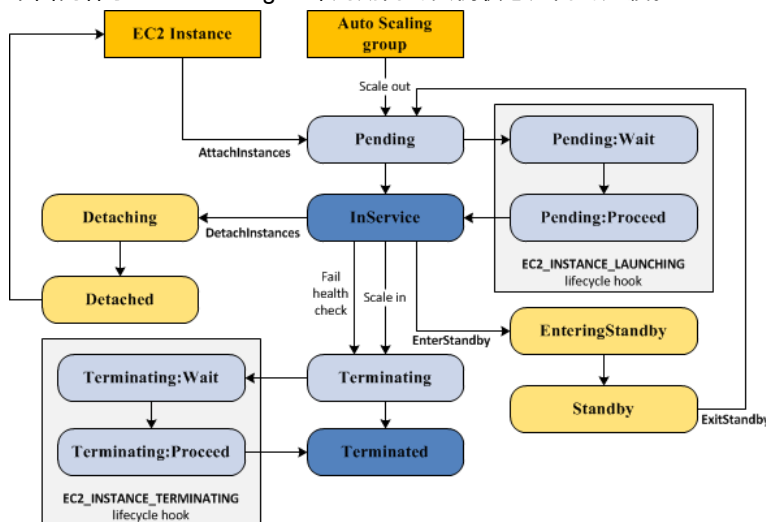 EC2 Instance
Auto Scaling
group
Scale out
Pending
AttachInstances
Pending:Wait
Pending:Proceed
EC2_INSTANCE_LAUNCHING
lifecycle hook
InService
DetachInstances
Detaching
Detached
Fail
health
check
Scale in
EnterStandby
EnteringStandby
Standby
ExitStandby
Terminating
Terminating:Wait
Terminating:Proceed
Terminated
EC2_INSTANCE_TERMINATING
lifecycle hook